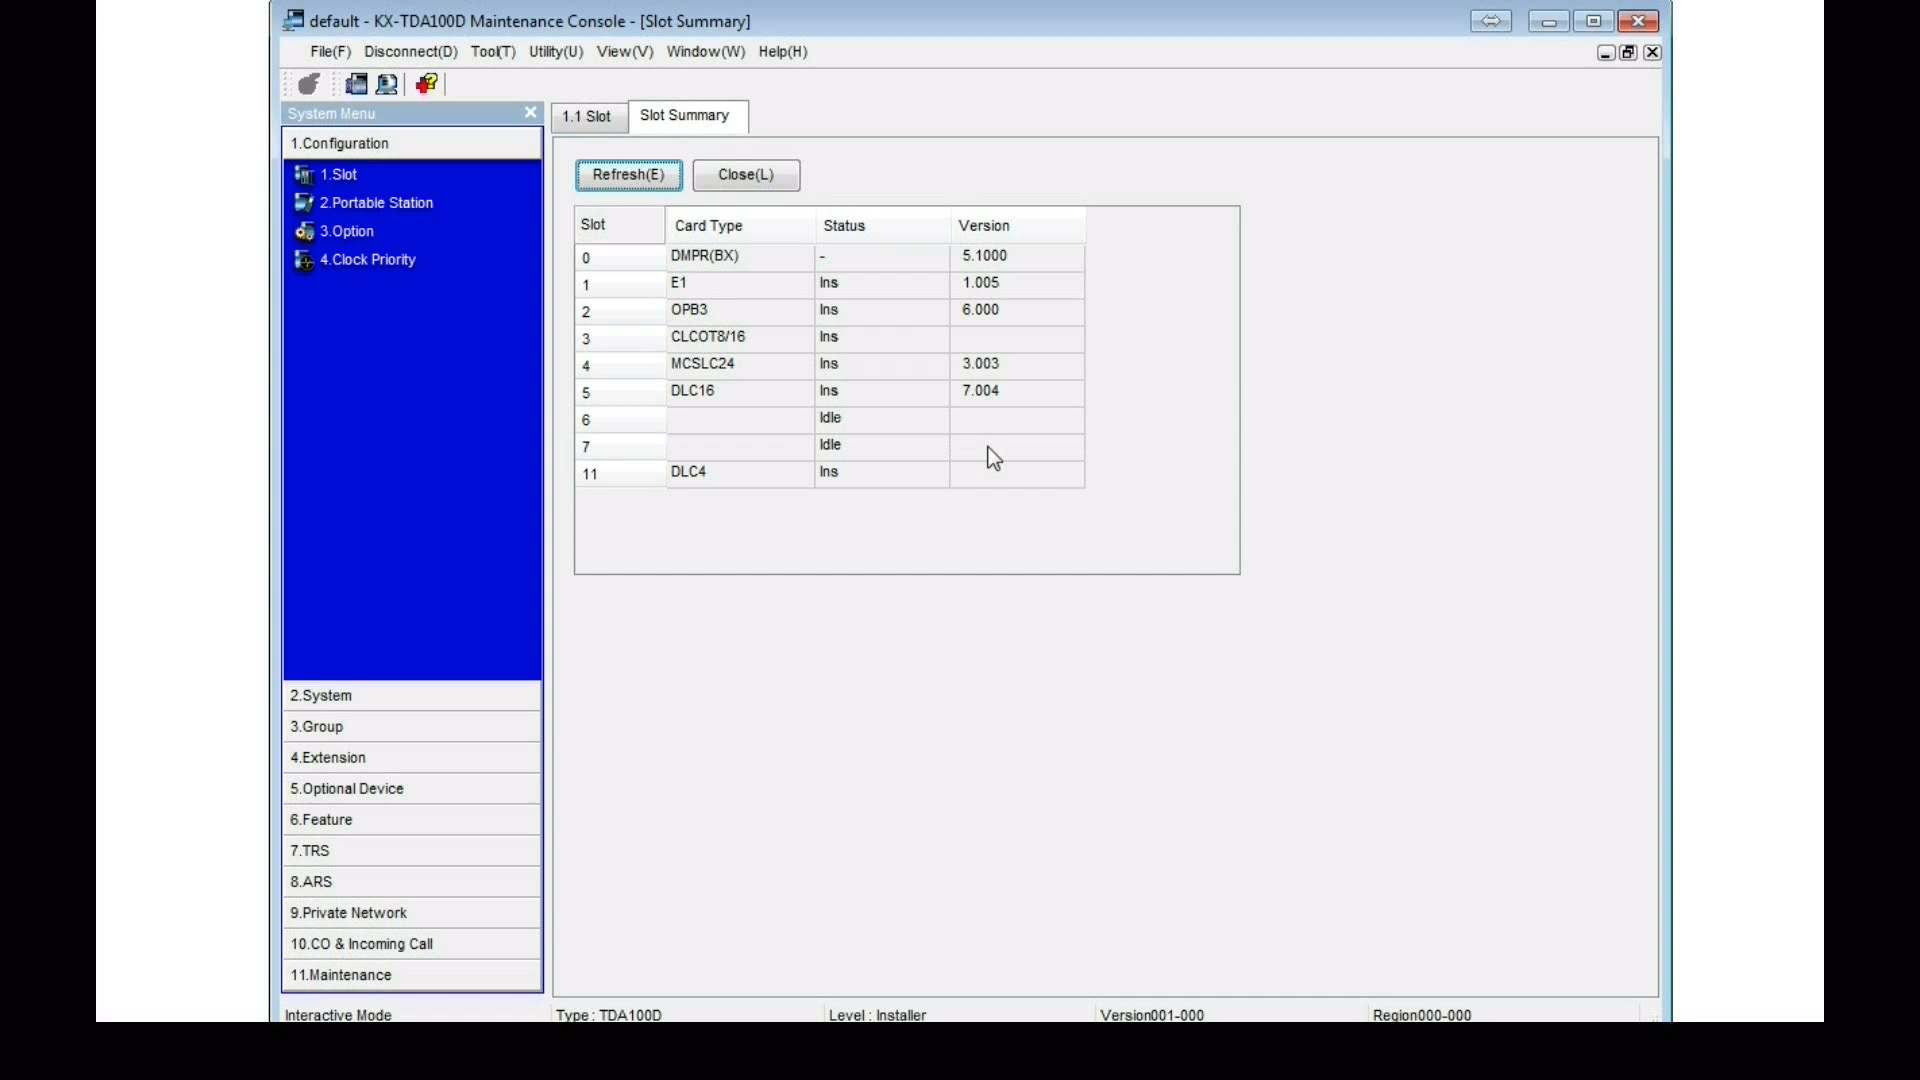 default - KX-TDA100D Maintenance Console - [Slot Summary]
File(F) Disconnect(D) Tool(T) Utility(U) View(V) Window(W) Help(H)
System Menu
1.1 Slot Slot Summary
1.Configuration
1.Slot
2.Portable Station
3.Option
4.Clock Priority
2.System
3.Group
4.Extension
5.Optional Device
6.Feature
7.TRS
8.ARS
9.Private Network
10.CO & Incoming Call
11.Maintenance
Refresh(E) Close(L)
Slot Card Type Status Version
0 DMPR(BX) - 5.1000
1 E1 Ins 1.005
2 OPB3 Ins 6.000
3 CLCOT8/16 Ins
4 MCSLC24 Ins 3.003
5 DLC16 Ins 7.004
6 Idle
7 Idle
11 DLC4 Ins
Interactive Mode Type : TDA100D Level : Installer Version001-000 Region000-000